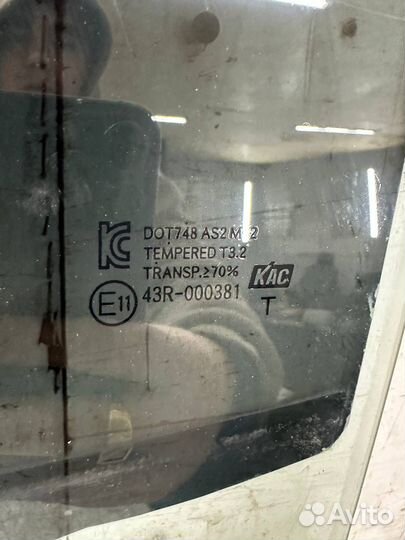 KC DOT748 AS2
TEMPERED T3.2
TRANSP.≥70%
KAC
E11 43R-000381
T
Avito